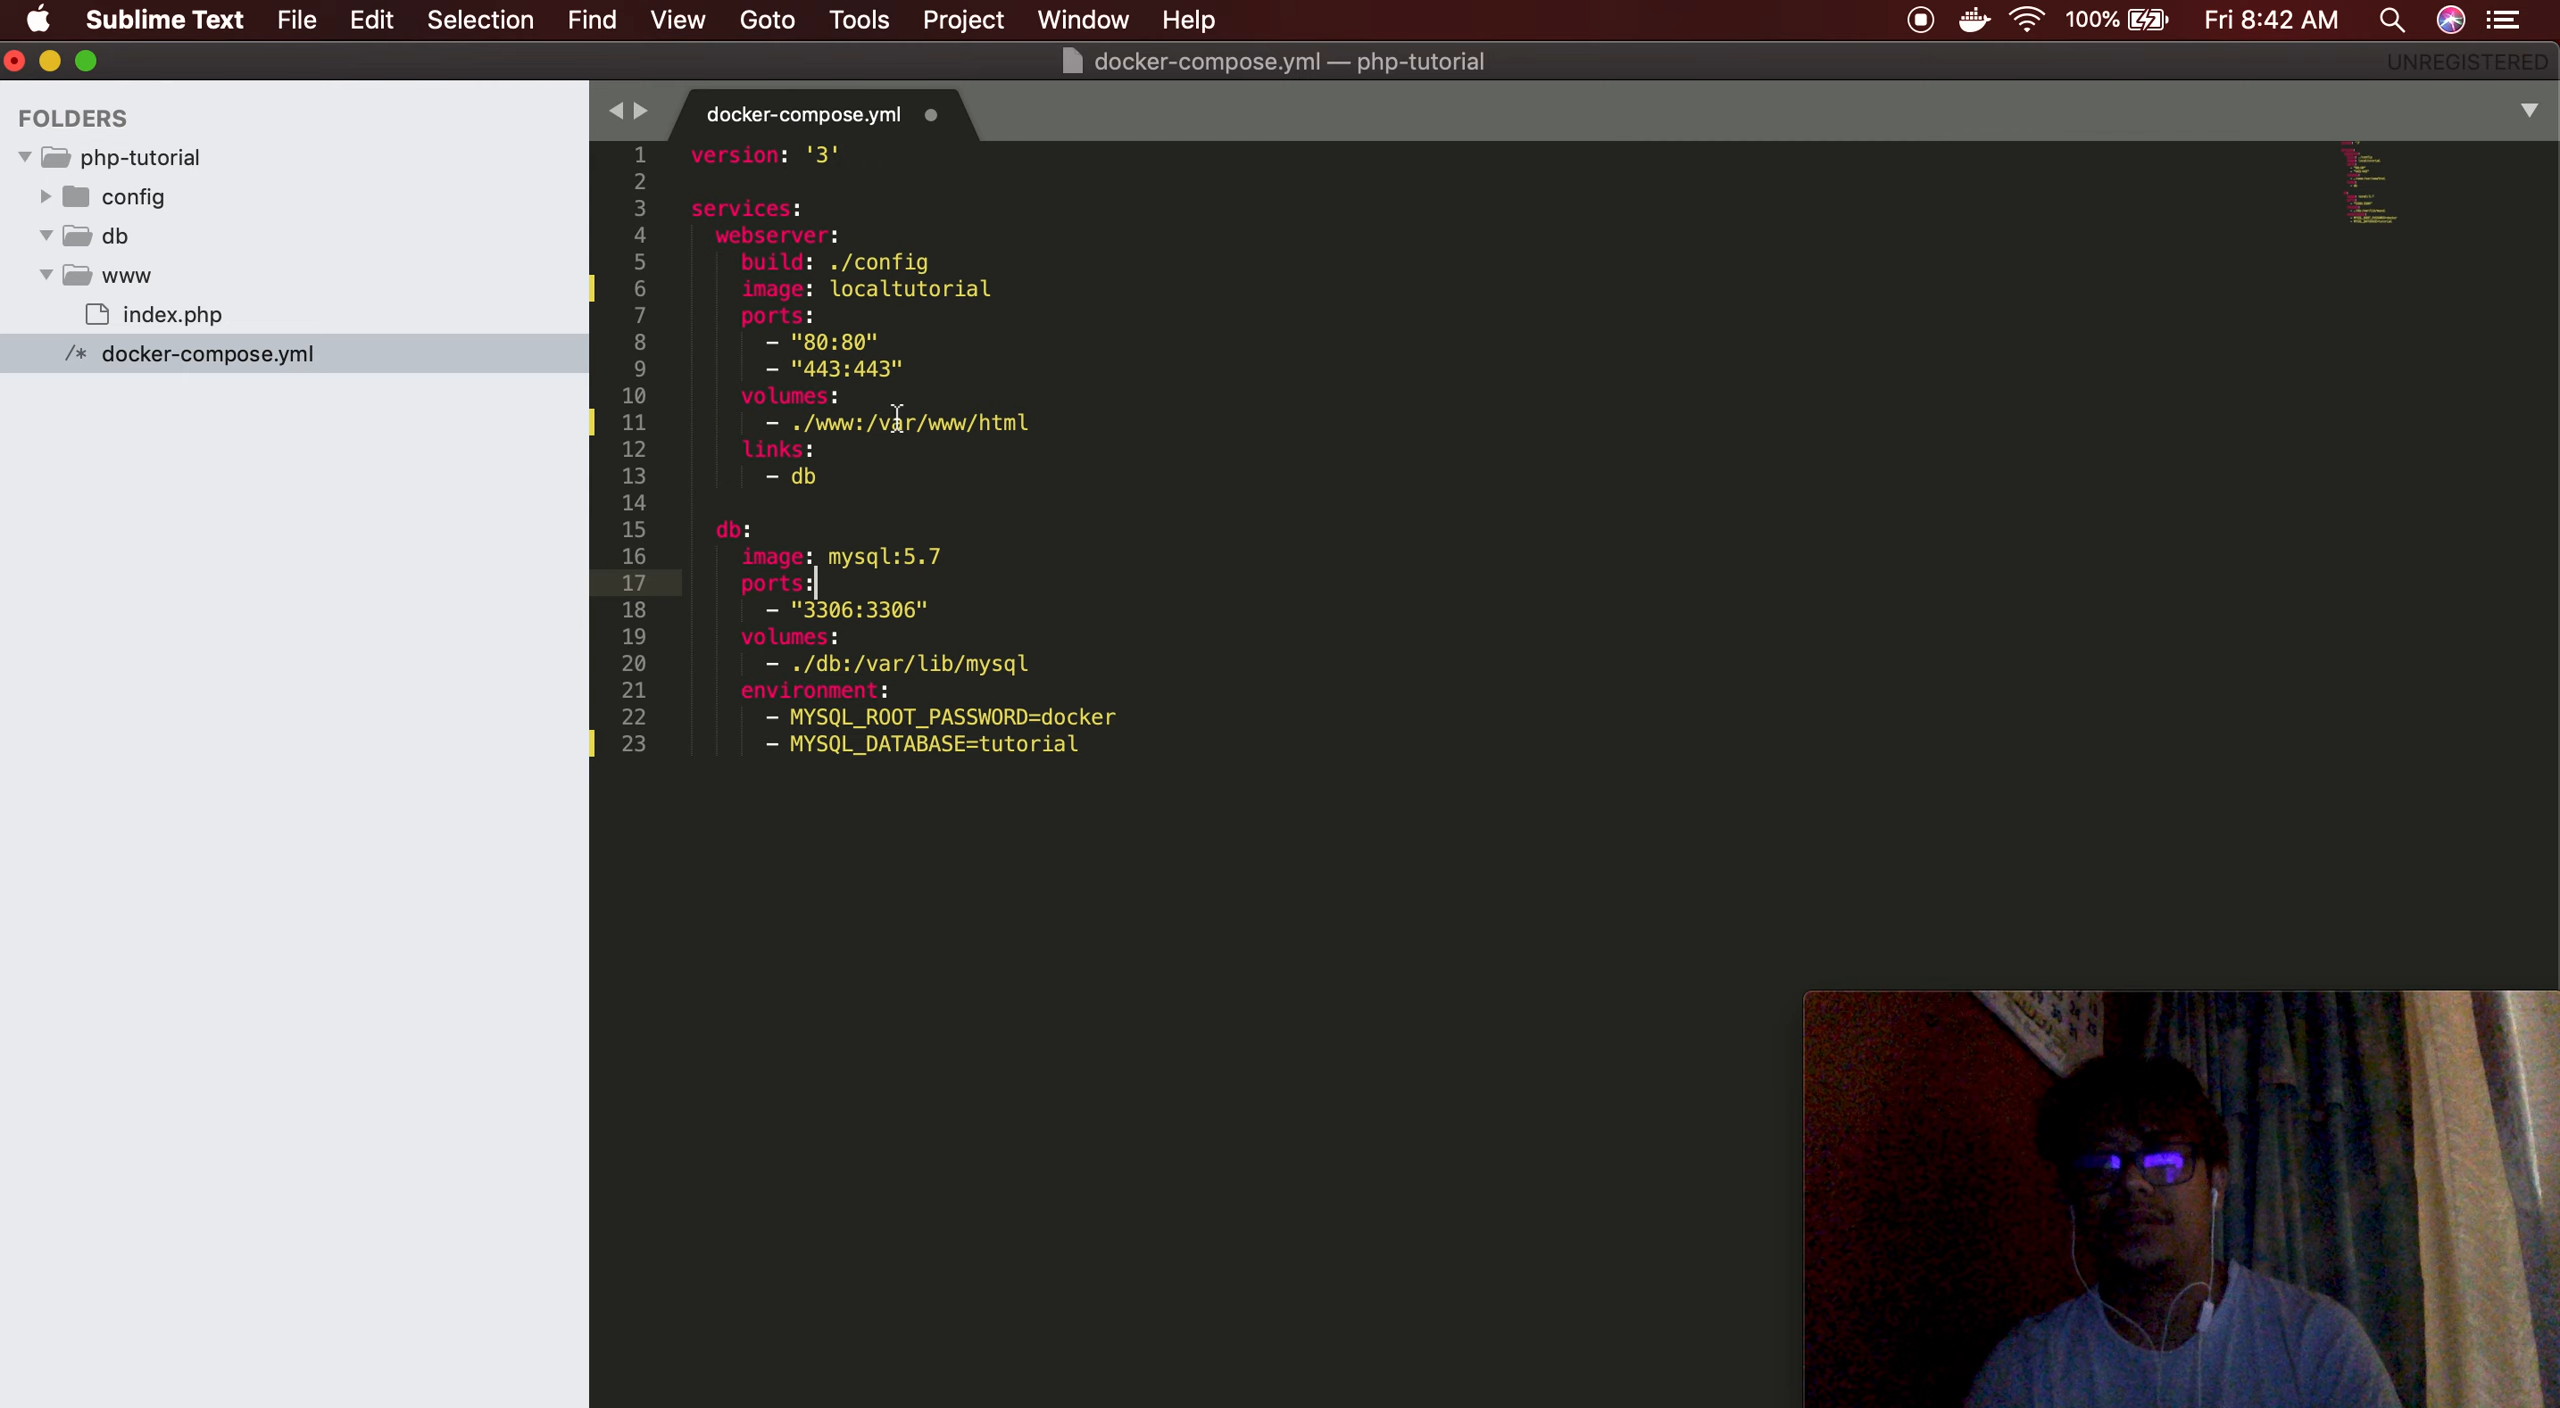 Sublime Text File Edit Selection Find View Goto Tools Project Window Help 100% Fri 8:42 AM
docker-compose.yml — php-tutorial UNREGISTERED
FOLDERS
php-tutorial
config
db
www
index.php
/* docker-compose.yml
docker-compose.yml
1 version: '3'
2
3 services:
4 webserver:
5 build: ./config
6 image: localtutorial
7 ports:
8 - "80:80"
9 - "443:443"
10 volumes:
11 - ./www:/var/www/html
12 links:
13 - db
14
15 db:
16 image: mysql:5.7
17 ports:
18 - "3306:3306"
19 volumes:
20 - ./db:/var/lib/mysql
21 environment:
22 - MYSQL_ROOT_PASSWORD=docker
23 - MYSQL_DATABASE=tutorial